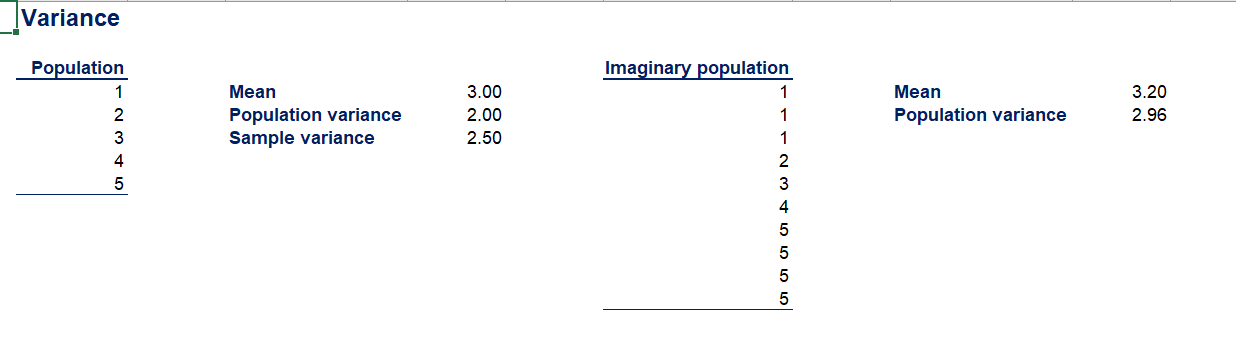 Variance
Population Imaginary population
1 Mean 3.00 1 Mean 3.20
2 Population variance 2.00 1 Population variance 2.96
3 Sample variance 2.50 1
4 2
5 3
4
5
5
5
5